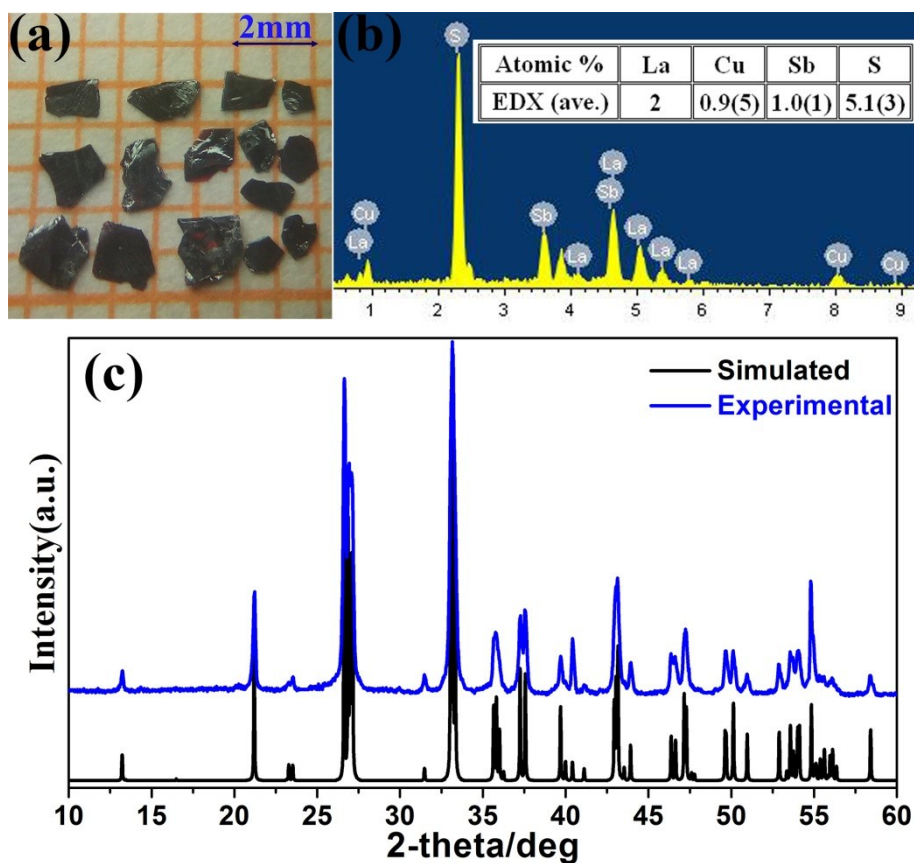 (a)
2mm
(b)
S
Atomic % La Cu Sb S
EDX (ave.) 2 0.9(5) 1.0(1) 5.1(3)
La
Sb
Cu
Sb
La
La
La
La
La
Cu
Cu
1 2 3 4 5 6 7 8 9
(c)
Simulated
Experimental
Intensity(a.u.)
10 15 20 25 30 35 40 45 50 55 60
2-theta/deg